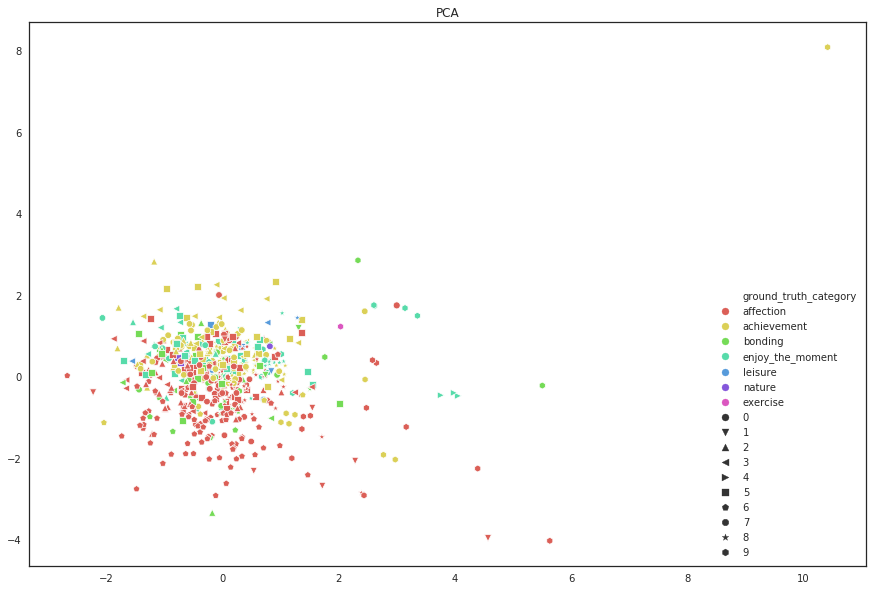 PCA
8
6
4
2
0
−2
−4
−2
0
2
4
6
8
10
ground_truth_category
affection
achievement
bonding
enjoy_the_moment
leisure
nature
exercise
0
1
2
3
4
5
6
7
8
9